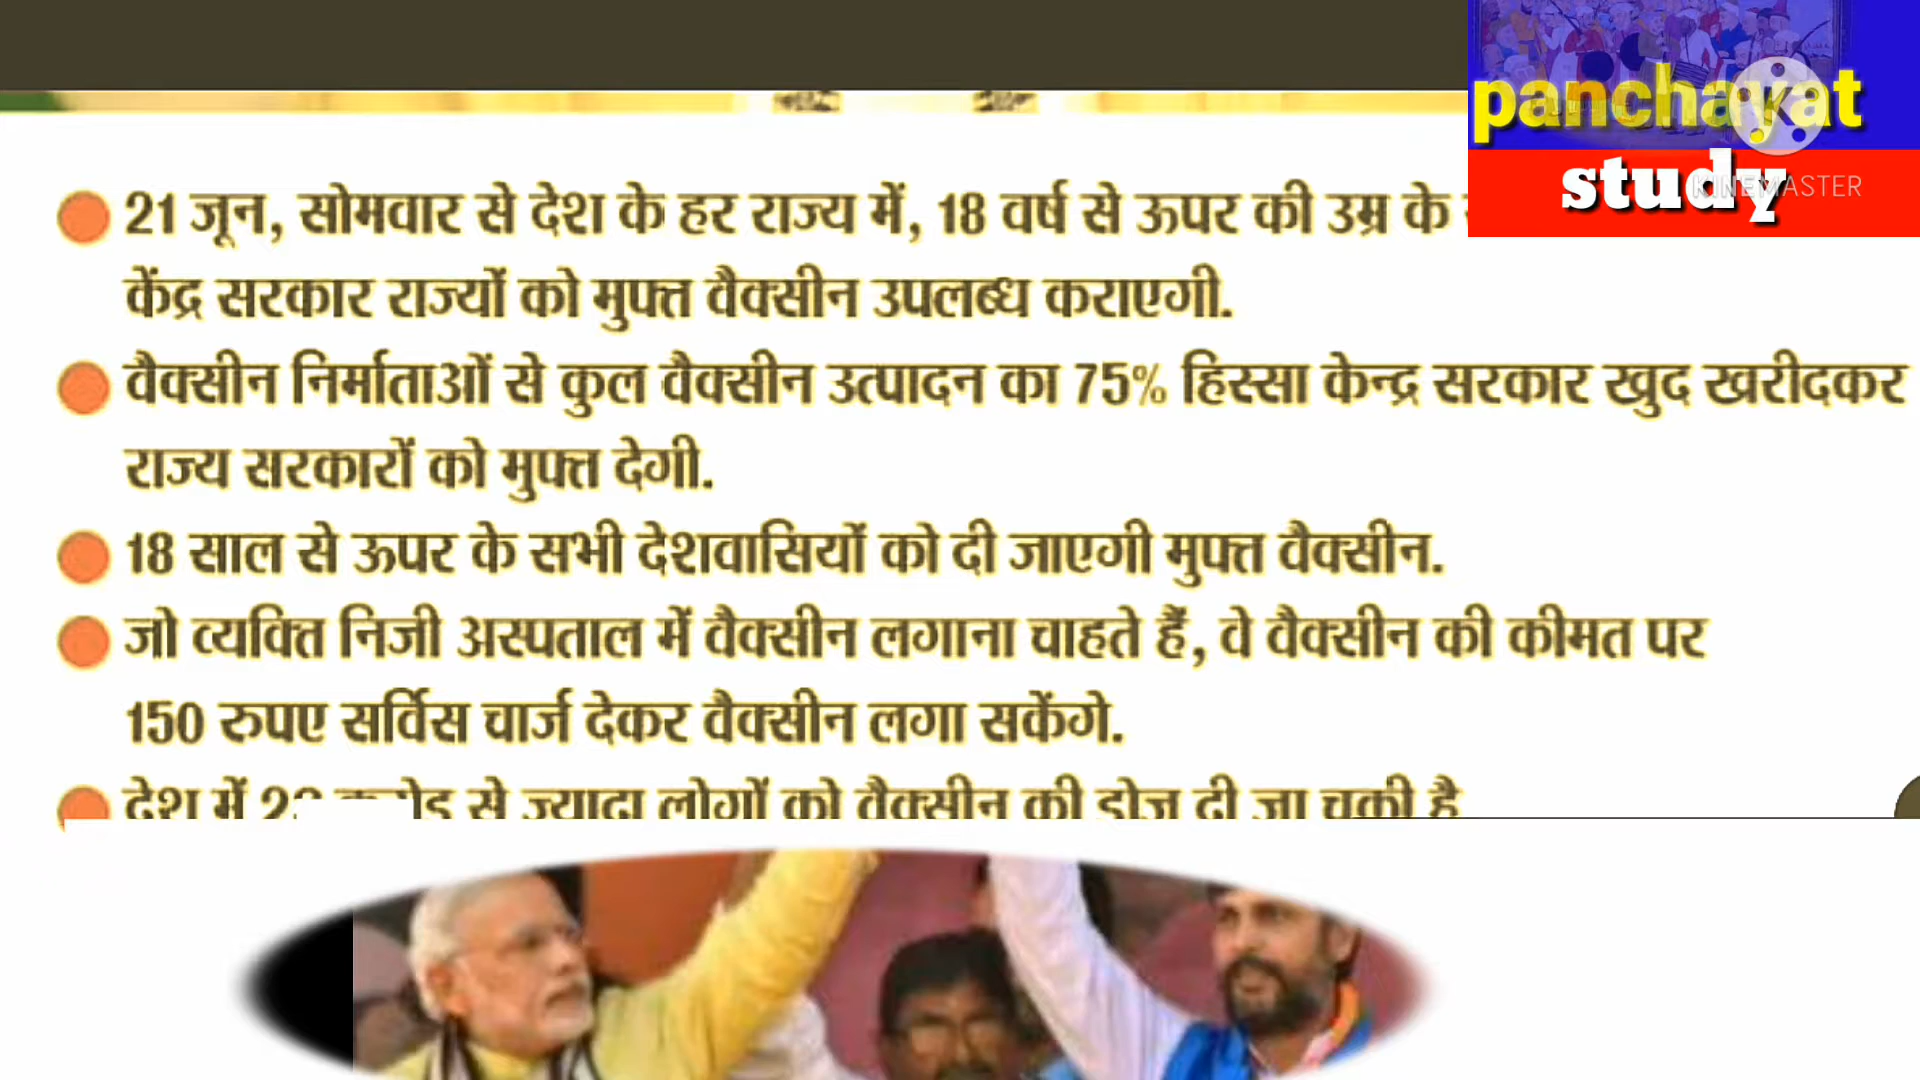 panchayat
study
KINEMASTER
21 जून, सोमवार से देश के हर राज्य में, 18 वर्ष से ऊपर की उम्र के
केंद्र सरकार राज्यों को मुफ्त वैक्सीन उपलब्ध कराएगी.
वैक्सीन निर्माताओं से कुल वैक्सीन उत्पादन का 75% हिस्सा केन्द्र सरकार खुद खरीदकर
राज्य सरकारों को मुफ्त देगी.
18 साल से ऊपर के सभी देशवासियों को दी जाएगी मुफ्त वैक्सीन.
जो व्यक्ति निजी अस्पताल में वैक्सीन लगाना चाहते हैं, वे वैक्सीन की कीमत पर
150 रुपए सर्विस चार्ज देकर वैक्सीन लगा सकेंगे.
देश में से ज्यादा लोगों को वैक्सीन की डोज दी जा चुकी है